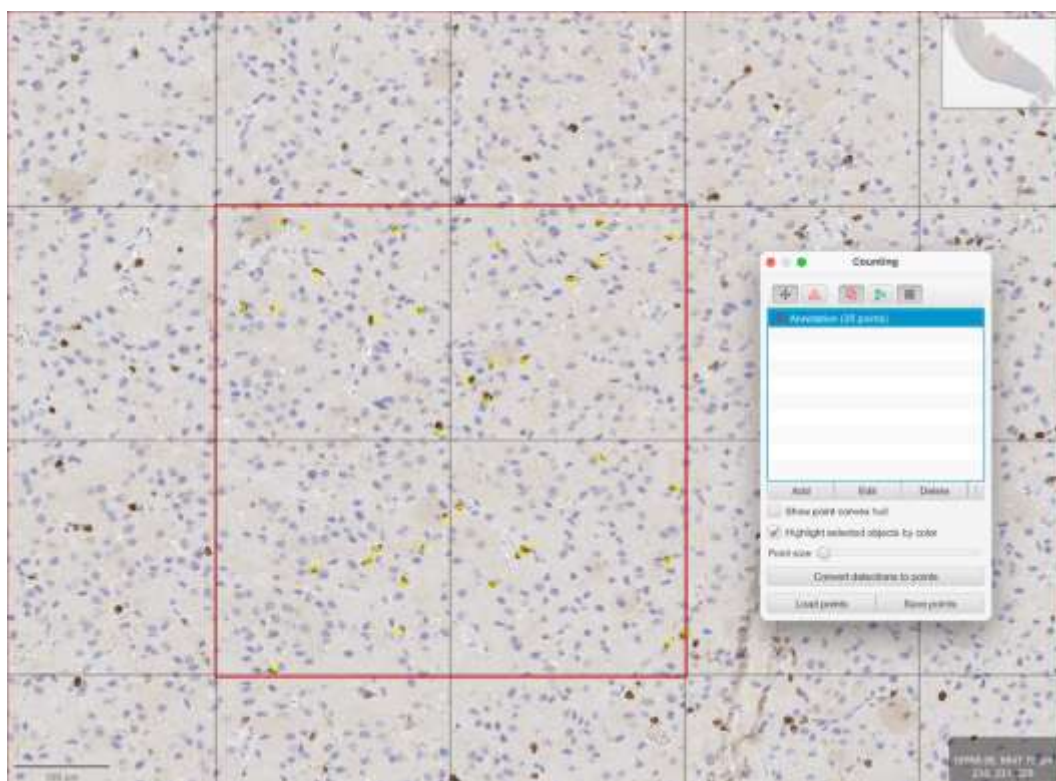 Counting
Annotation (35 points)
Add Edit Delete
Show point convex hull
Highlight selected objects by color
Point size
Convert detections to points
Load points Save points